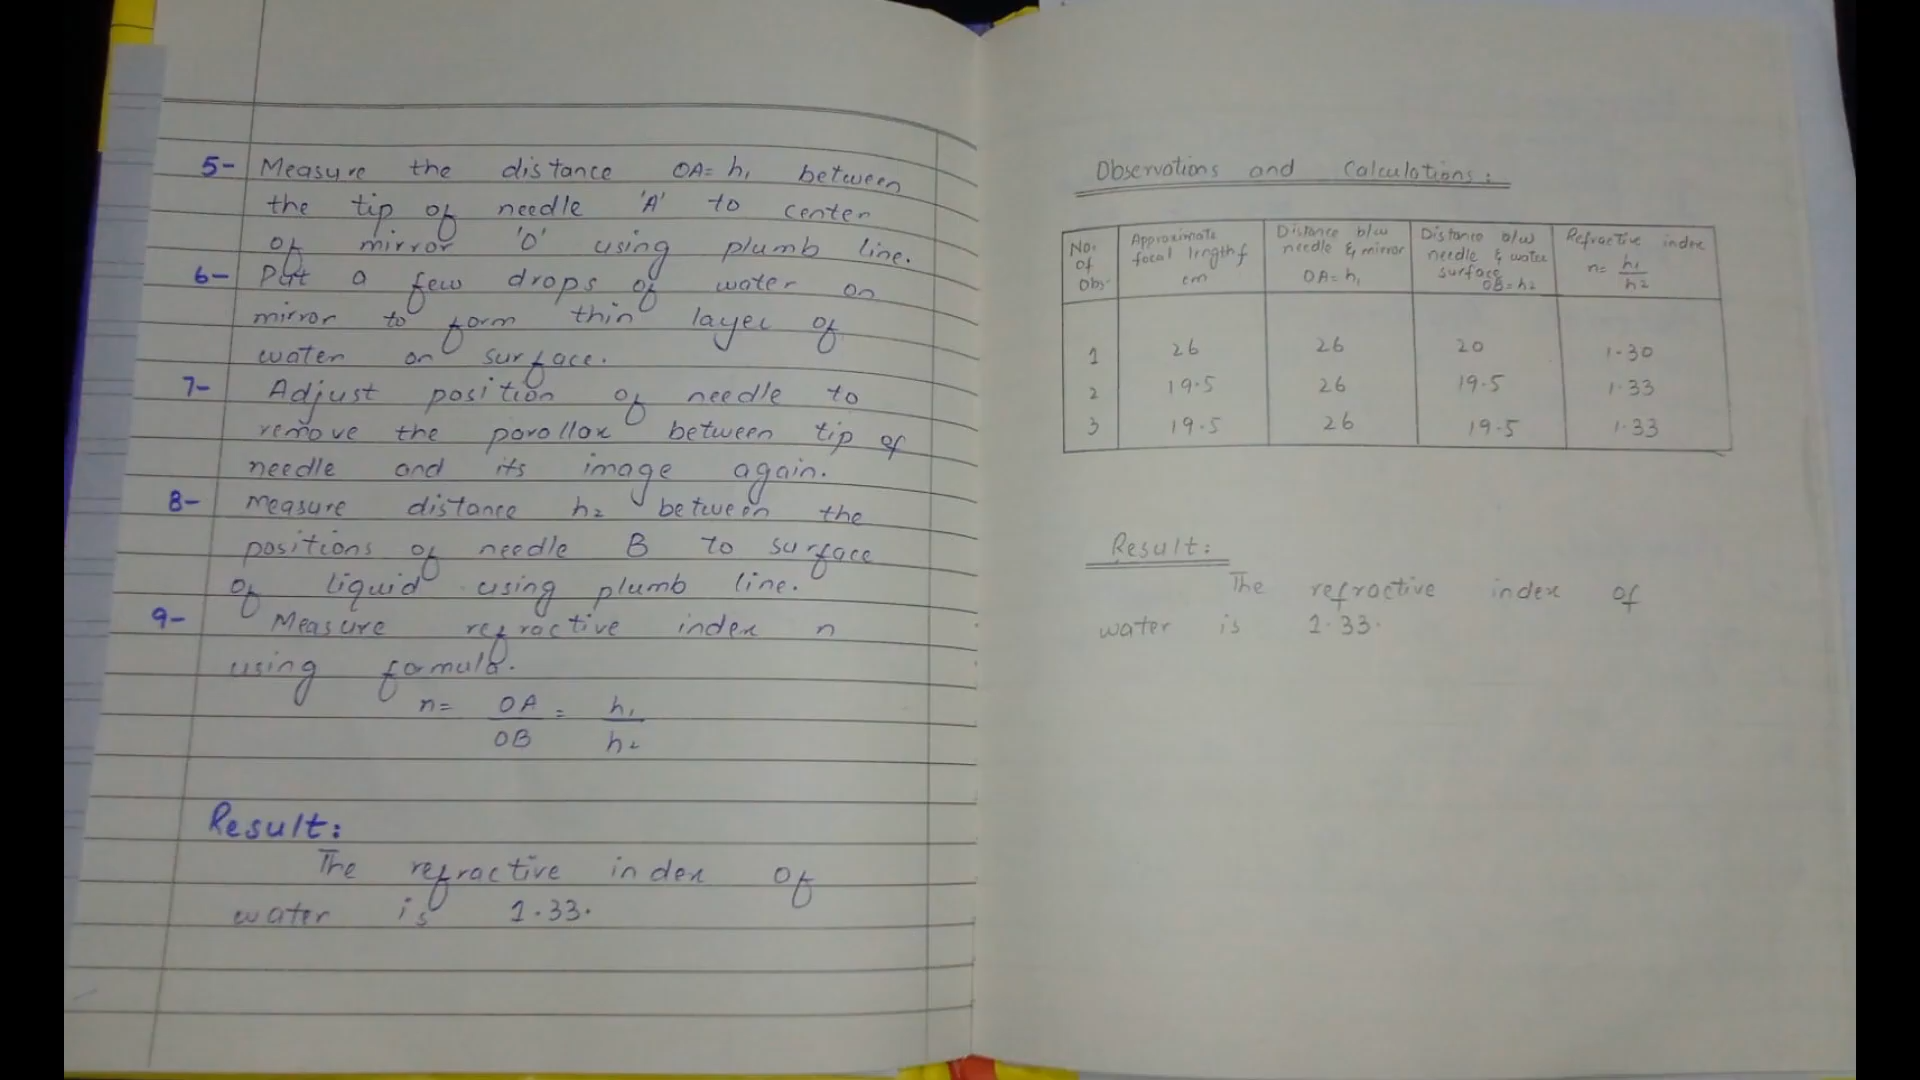 5- Measure the distance OA= h₁ between
the tip of needle 'A' to center
of mirror 'O' using plumb line.
6- Put a few drops of water on
mirror to form thin layer of
water on surface.
7- Adjust position of needle to
remove the parallax between tip of
needle and its image again.
8- Measure distance h₂ between the
positions of needle B to surface
of liquid using plumb line.
9- Measure refractive index n
using formula.
n= OA/OB = h₁/h₂
Result:
The refractive index of
water is 1.33.
Observations and Calculations:
No. of Obs. | Approximate focal length f cm | Distance b/w needle & mirror OA= h₁ | Distance b/w needle & water surface OB= h₂ | Refractive index n= h₁/h₂
1 26 26 20 1.30
2 19.5 26 19.5 1.33
3 19.5 26 19.5 1.33
Result:
The refractive index of
water is 1.33.